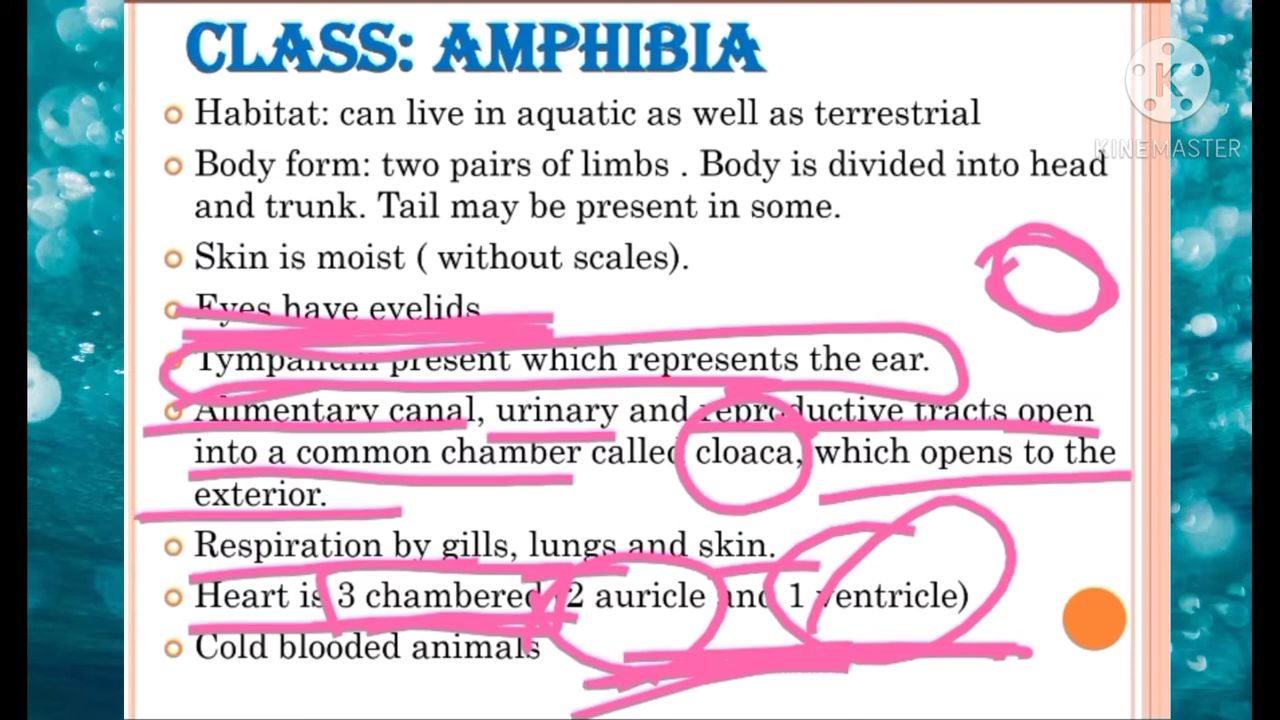 CLASS: AMPHIBIA
K
KINEMASTER
Habitat: can live in aquatic as well as terrestrial
Body form: two pairs of limbs . Body is divided into head
and trunk. Tail may be present in some.
Skin is moist ( without scales).
Eyes have eyelids
Tympanum present which represents the ear.
Alimentary canal, urinary and reproductive tracts open
into a common chamber called cloaca, which opens to the
exterior.
Respiration by gills, lungs and skin.
Heart is 3 chambered (2 auricle and 1 ventricle)
Cold blooded animals